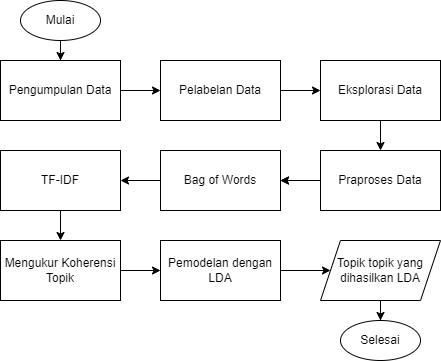 Mulai
Pengumpulan Data
Pelabelan Data
Eksplorasi Data
Praproses Data
Bag of Words
TF-IDF
Mengukur Koherensi
Topik
Pemodelan dengan
LDA
Topik topik yang
dihasilkan LDA
Selesai